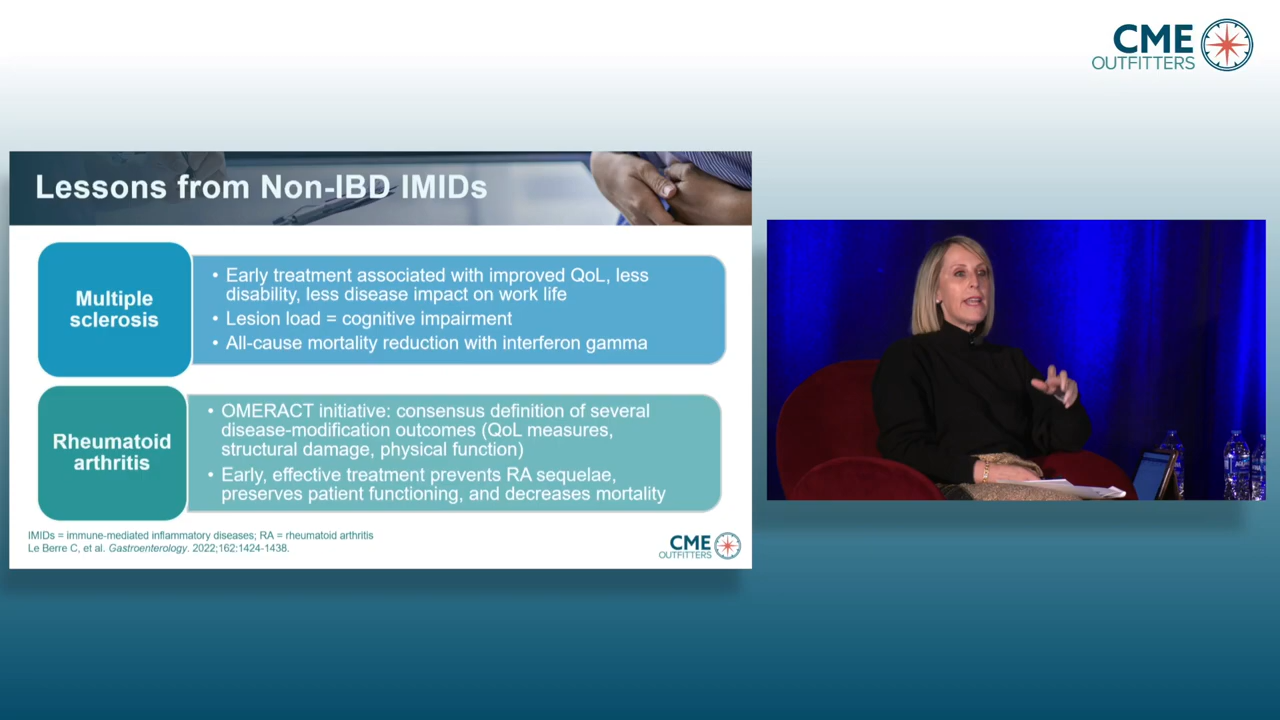 CME
OUTFITTERS
Lessons from Non-IBD IMIDs
Multiple
sclerosis
• Early treatment associated with improved QoL, less
disability, less disease impact on work life
• Lesion load = cognitive impairment
• All-cause mortality reduction with interferon gamma
Rheumatoid
arthritis
• OMERACT initiative: consensus definition of several
disease-modification outcomes (QoL measures,
structural damage, physical function)
• Early, effective treatment prevents RA sequelae,
preserves patient functioning, and decreases mortality
IMIDs = immune-mediated inflammatory diseases; RA = rheumatoid arthritis
Le Berre C, et al. Gastroenterology. 2022;162:1424-1438.
CME
OUTFITTERS